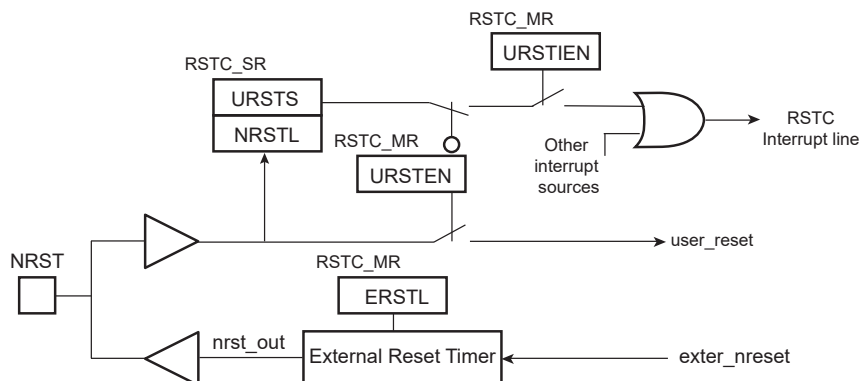 RSTC_MR
URSTIEN
RSTC_SR
URSTS
NRSTL
RSTC
Interrupt line
RSTC_MR
Other
interrupt
sources
URSTEN
NRST
user_reset
RSTC_MR
ERSTL
nrst_out
External Reset Timer
exter_nreset